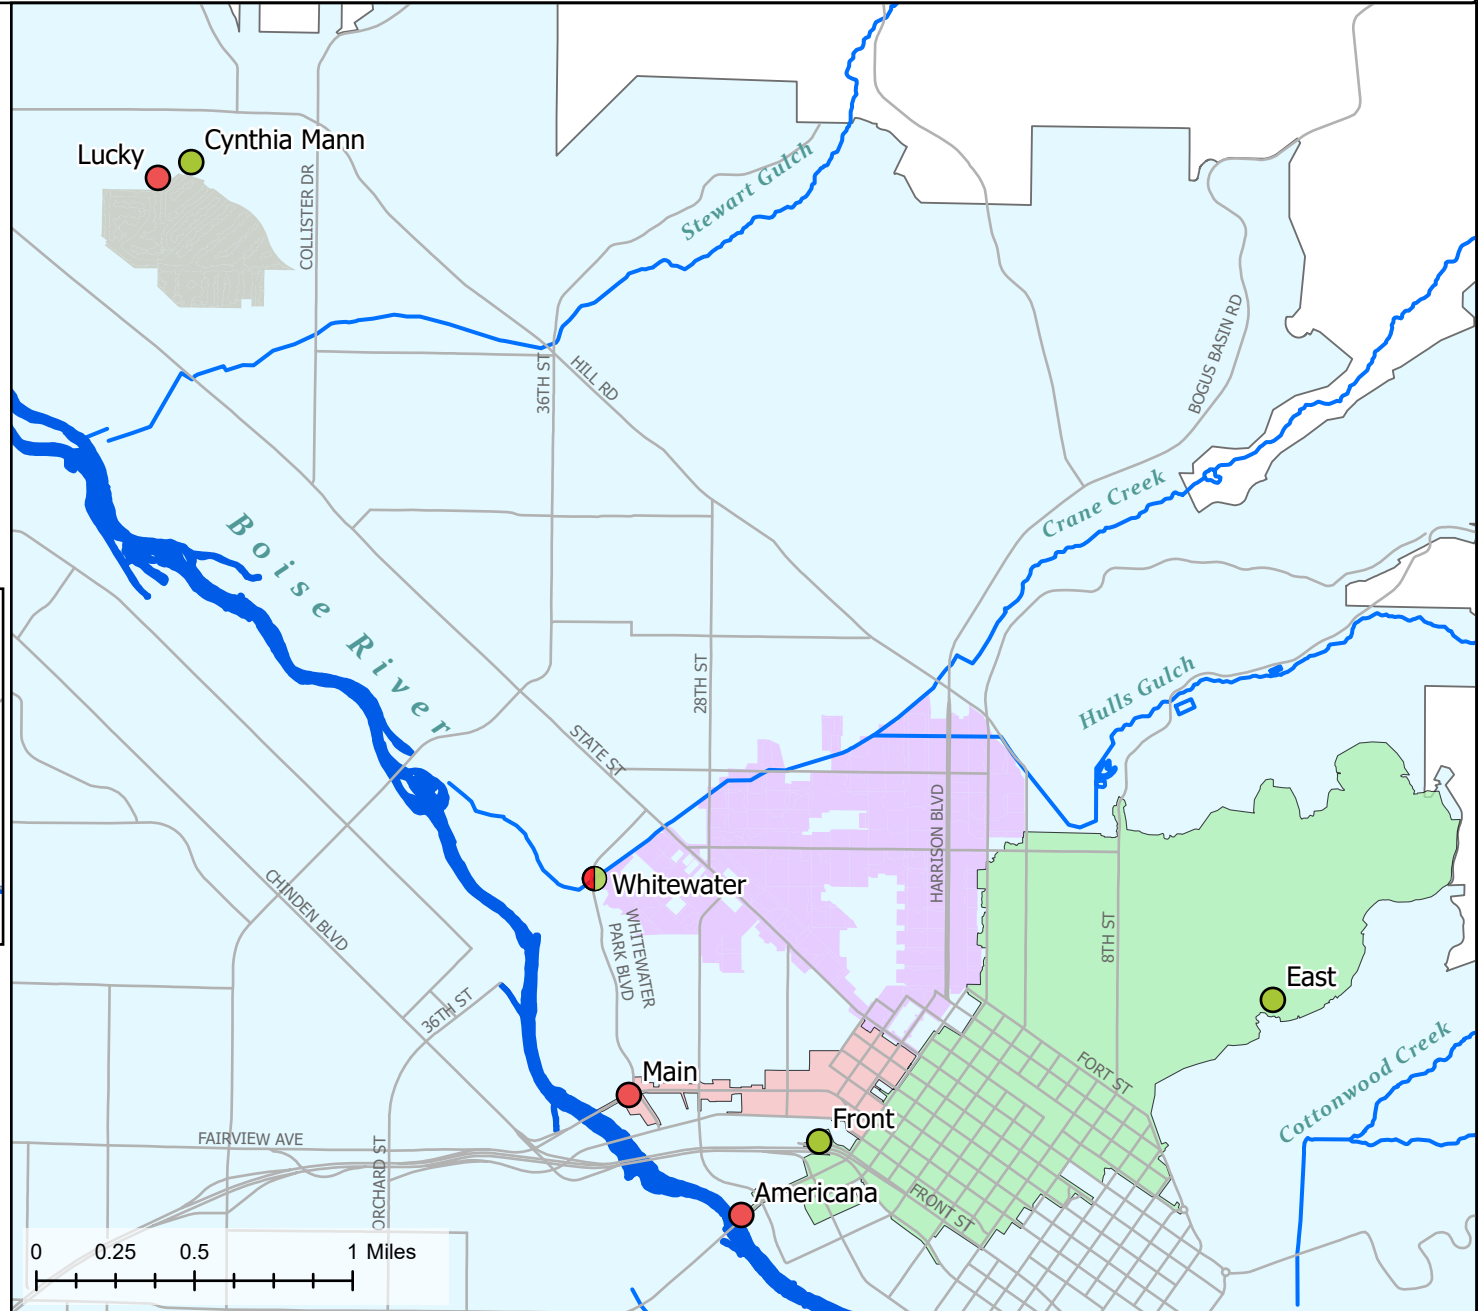 Cynthia Mann
Lucky
COLLISTER DR
Stewart Gulch
36TH ST
HILL RD
BOGUS BASIN RD
Crane Creek
Boise River
28TH ST
Hulls Gulch
STATE ST
HARRISON BLVD
Whitewater
CHINDEN BLVD
WHITEWATER
PARK BLVD
8TH ST
East
36TH ST
Cottonwood Creek
Main
FORT ST
Front
FAIRVIEW AVE
ORCHARD ST
Americana
FRONT ST
0 0.25 0.5 1 Miles